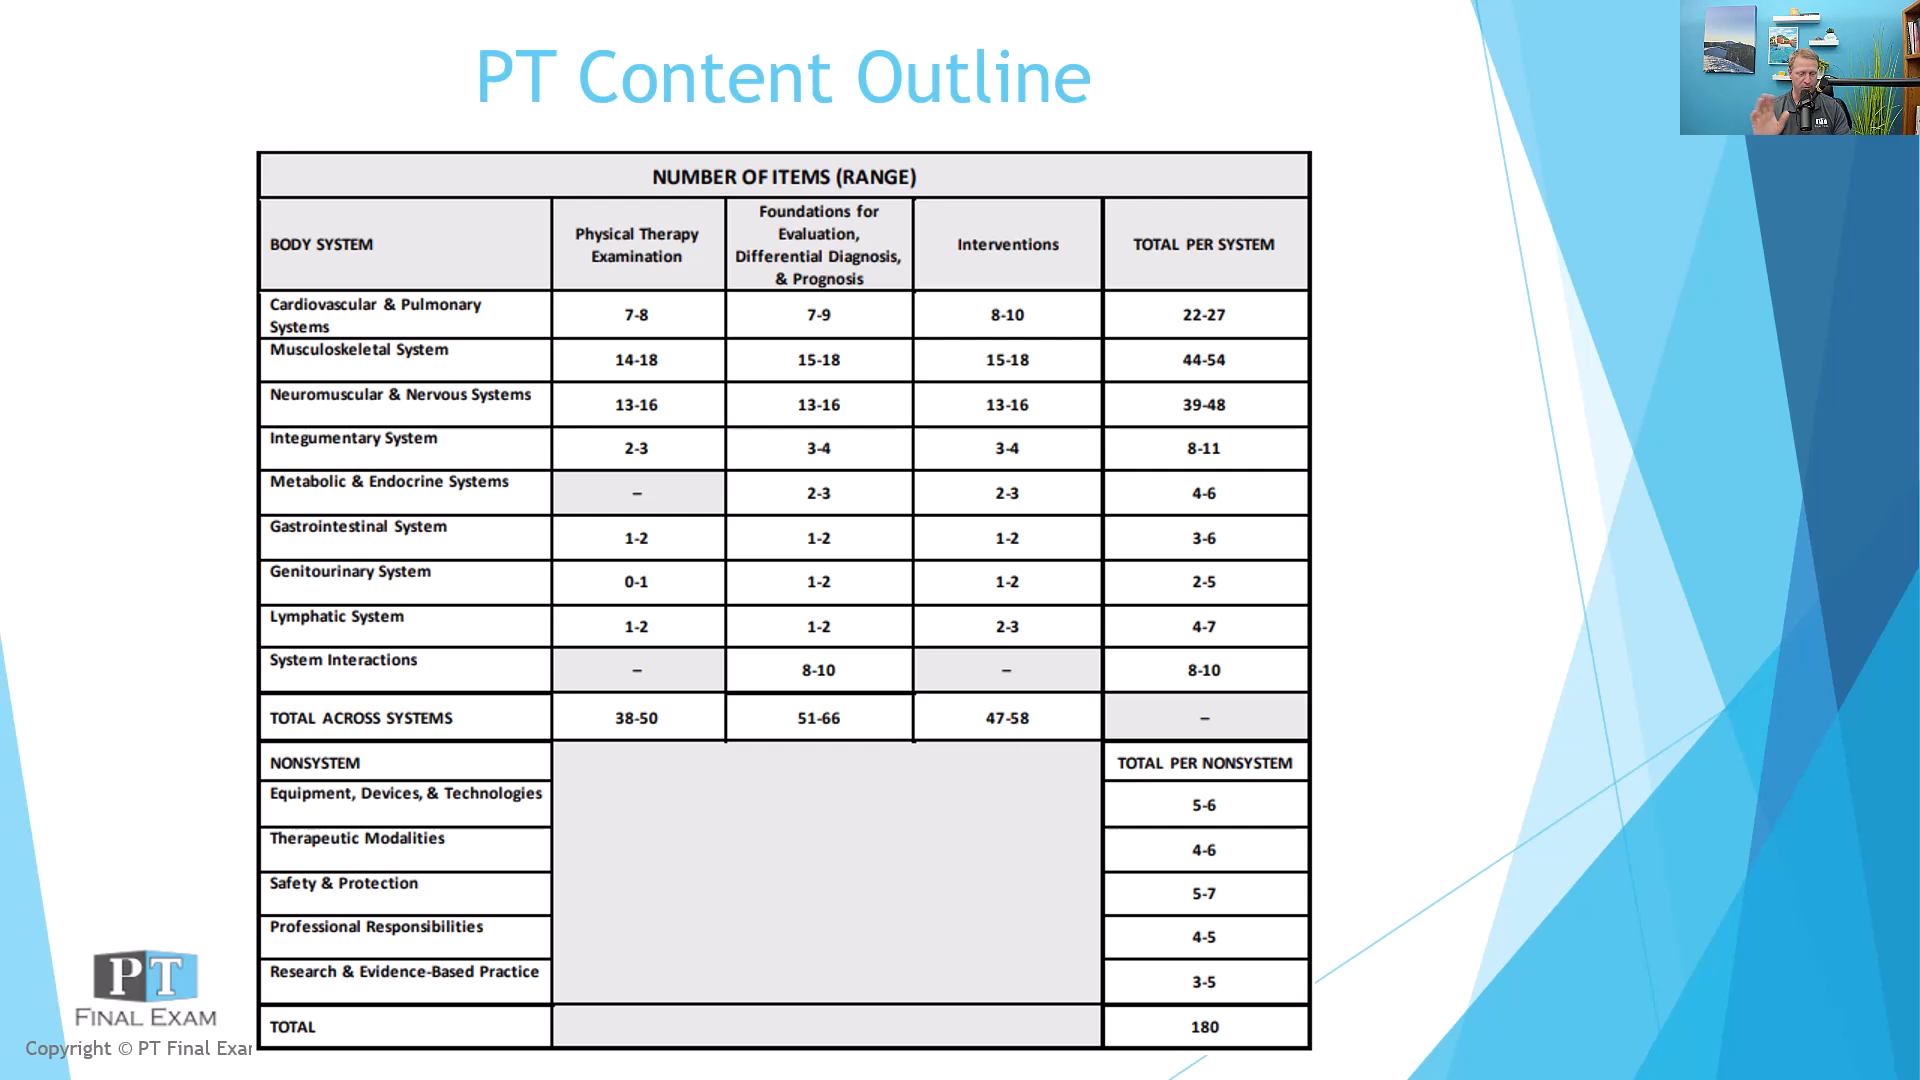 PT Content Outline
NUMBER OF ITEMS (RANGE)
BODY SYSTEM
Physical Therapy
Examination
Foundations for
Evaluation,
Differential Diagnosis,
& Prognosis
Interventions
TOTAL PER SYSTEM
Cardiovascular & Pulmonary
Systems
7-8
7-9
8-10
22-27
Musculoskeletal System
14-18
15-18
15-18
44-54
Neuromuscular & Nervous Systems
13-16
13-16
13-16
39-48
Integumentary System
2-3
3-4
3-4
8-11
Metabolic & Endocrine Systems
–
2-3
2-3
4-6
Gastrointestinal System
1-2
1-2
1-2
3-6
Genitourinary System
0-1
1-2
1-2
2-5
Lymphatic System
1-2
1-2
2-3
4-7
System Interactions
–
8-10
–
8-10
TOTAL ACROSS SYSTEMS
38-50
51-66
47-58
–
NONSYSTEM
TOTAL PER NONSYSTEM
Equipment, Devices, & Technologies
5-6
Therapeutic Modalities
4-6
Safety & Protection
5-7
Professional Responsibilities
4-5
Research & Evidence-Based Practice
3-5
TOTAL
180
PT
FINAL EXAM
Copyright © PT Final Exar